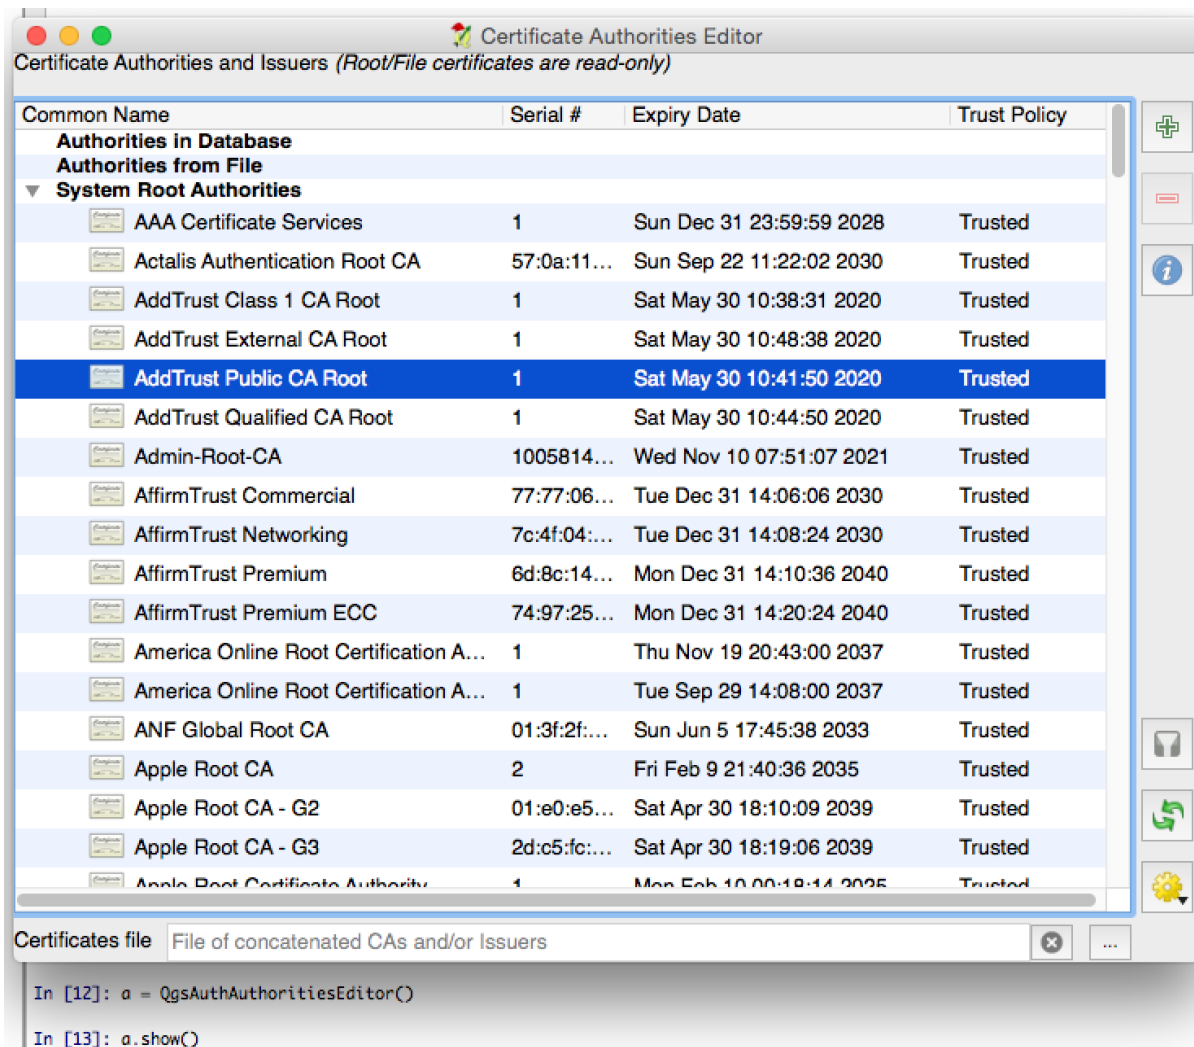 Certificate Authorities Editor
Certificate Authorities and Issuers (Root/File certificates are read-only)
Common Name Serial # Expiry Date Trust Policy
Authorities in Database
Authorities from File
System Root Authorities
AAA Certificate Services 1 Sun Dec 31 23:59:59 2028 Trusted
Actalis Authentication Root CA 57:0a:11... Sun Sep 22 11:22:02 2030 Trusted
AddTrust Class 1 CA Root 1 Sat May 30 10:38:31 2020 Trusted
AddTrust External CA Root 1 Sat May 30 10:48:38 2020 Trusted
AddTrust Public CA Root 1 Sat May 30 10:41:50 2020 Trusted
AddTrust Qualified CA Root 1 Sat May 30 10:44:50 2020 Trusted
Admin-Root-CA 1005814... Wed Nov 10 07:51:07 2021 Trusted
AffirmTrust Commercial 77:77:06... Tue Dec 31 14:06:06 2030 Trusted
AffirmTrust Networking 7c:4f:04:... Tue Dec 31 14:08:24 2030 Trusted
AffirmTrust Premium 6d:8c:14... Mon Dec 31 14:10:36 2040 Trusted
AffirmTrust Premium ECC 74:97:25... Mon Dec 31 14:20:24 2040 Trusted
America Online Root Certification A... 1 Thu Nov 19 20:43:00 2037 Trusted
America Online Root Certification A... 1 Tue Sep 29 14:08:00 2037 Trusted
ANF Global Root CA 01:3f:2f:... Sun Jun 5 17:45:38 2033 Trusted
Apple Root CA 2 Fri Feb 9 21:40:36 2035 Trusted
Apple Root CA - G2 01:e0:e5... Sat Apr 30 18:10:09 2039 Trusted
Apple Root CA - G3 2d:c5:fc:... Sat Apr 30 18:19:06 2039 Trusted
Apple Root Certificate Authority 1 Mon Feb 10 00:18:14 2025 Trusted
Certificates file File of concatenated CAs and/or Issuers ...
In [12]: a = QgsAuthAuthoritiesEditor()
In [13]: a.show()